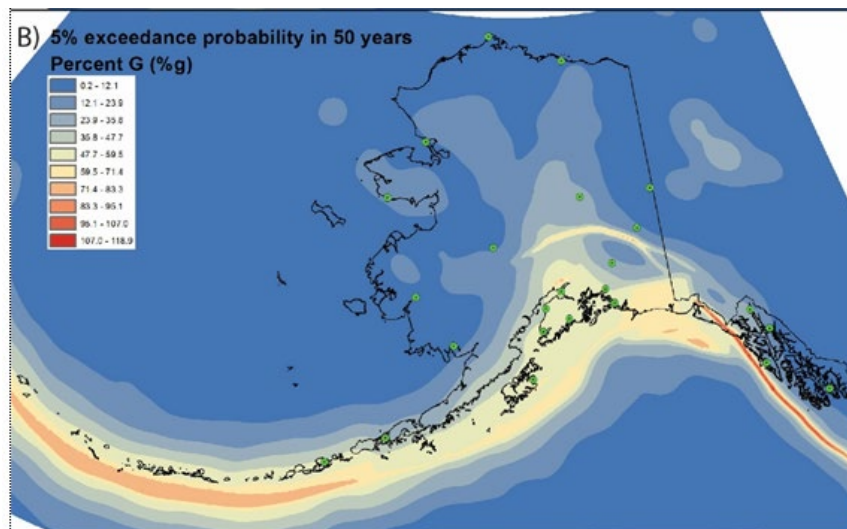 B) 5% exceedance probability in 50 years
Percent G (%g)
0.2 - 12.1
12.1 - 23.9
23.9 - 35.8
35.8 - 47.7
47.7 - 59.5
59.5 - 71.4
71.4 - 83.3
83.3 - 95.1
95.1 - 107.0
107.0 - 118.9